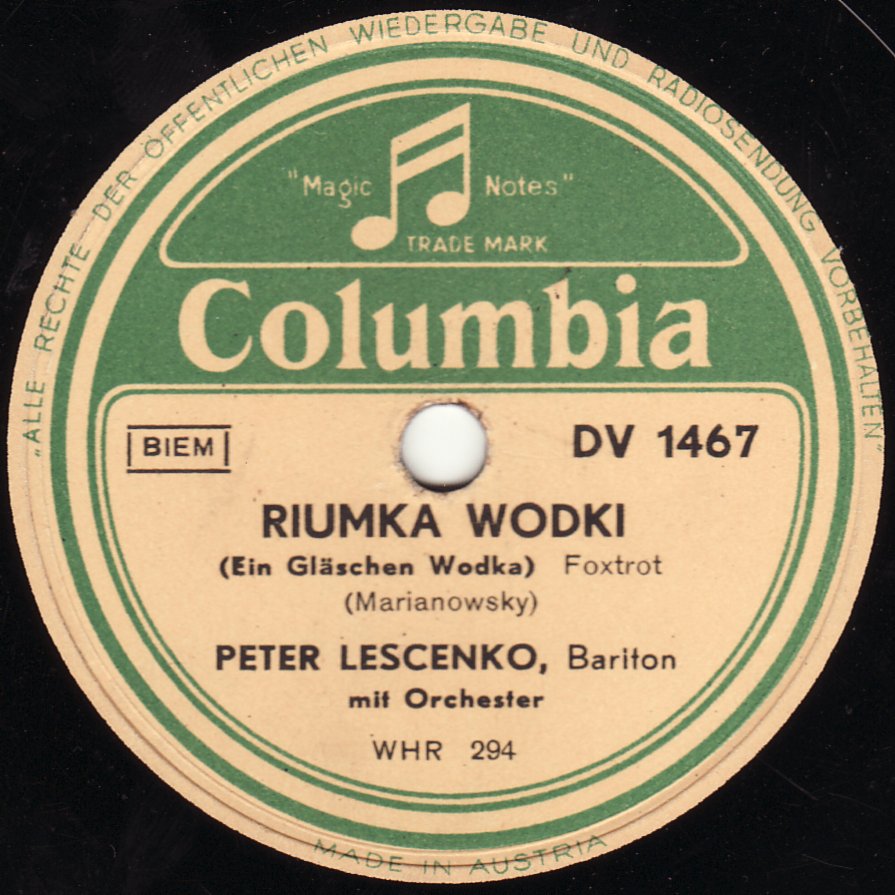 „ALLE RECHTE DER ÖFFENTLICHEN WIEDERGABE UND RADIOSENDUNG VORBEHALTEN"
"Magic Notes"
TRADE MARK
Columbia
BIEM
DV 1467
RIUMKA WODKI
(Ein Gläschen Wodka) Foxtrot
(Marianowsky)
PETER LESCENKO, Bariton
mit Orchester
WHR 294
MADE IN AUSTRIA